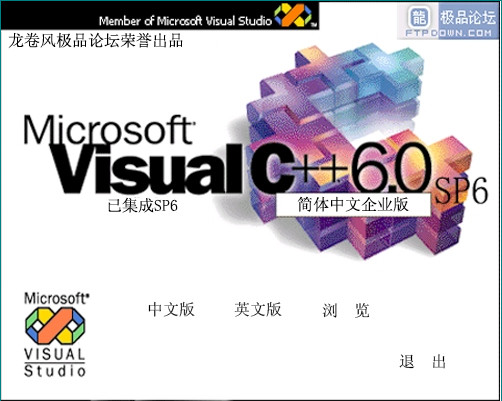 Member of Microsoft Visual Studio
龍 极品论坛
FTPDOWN.COM
龙卷风极品论坛荣誉出品
Microsoft®
Visual C++ 6.0 SP6
已集成SP6
简体中文企业版
Microsoft®
VISUAL
Studio
中文版 英文版 浏 览
退 出